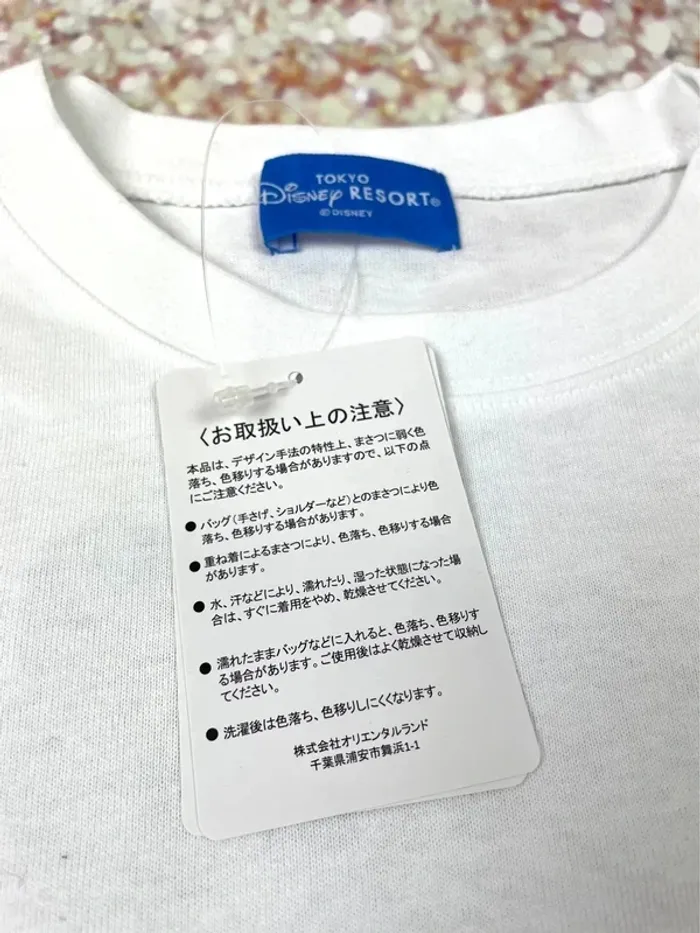 TOKYO
Disney RESORT®
© DISNEY
〈お取扱い上の注意〉
本品は、デザイン手法の特性上、まさつに弱く色
落ち、色移りする場合がありますので、以下の点
にご注意ください。
● バッグ(手さげ、ショルダーなど)とのまさつにより色
落ち、色移りする場合があります。
● 重ね着によるまさつにより、色落ち、色移りする場合
があります。
● 水、汗などにより、濡れたり、湿った状態になった場
合は、すぐに着用をやめ、乾燥させてください。
● 濡れたままバッグなどに入れると、色落ち、色移りす
る場合があります。ご使用後はよく乾燥させて収納し
てください。
● 洗濯後は色落ち、色移りしにくくなります。
株式会社オリエンタルランド
千葉県浦安市舞浜1-1